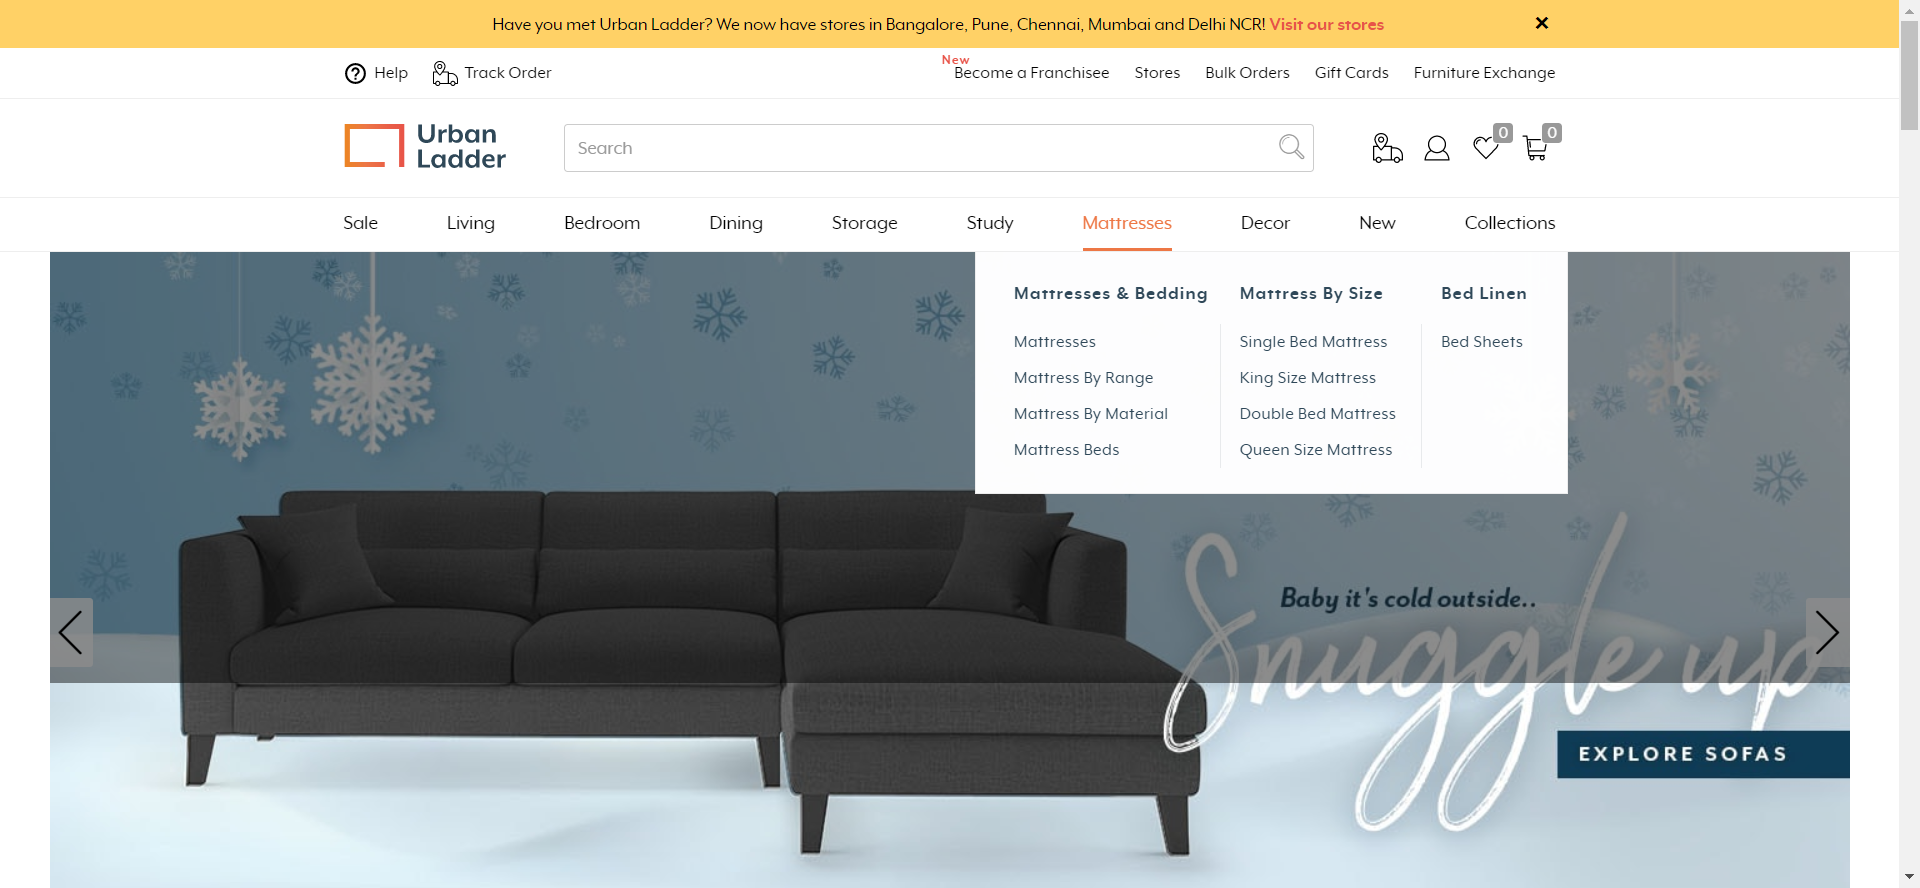 Have you met Urban Ladder? We now have stores in Bangalore, Pune, Chennai, Mumbai and Delhi NCR! Visit our stores
Help
Track Order
New
Become a Franchisee
Stores
Bulk Orders
Gift Cards
Furniture Exchange
Urban
Ladder
Search
0
0
Sale
Living
Bedroom
Dining
Storage
Study
Mattresses
Decor
New
Collections
Mattresses & Bedding
Mattresses
Mattress By Range
Mattress By Material
Mattress Beds
Mattress By Size
Single Bed Mattress
King Size Mattress
Double Bed Mattress
Queen Size Mattress
Bed Linen
Bed Sheets
Baby it's cold outside..
Snuggle up
EXPLORE SOFAS